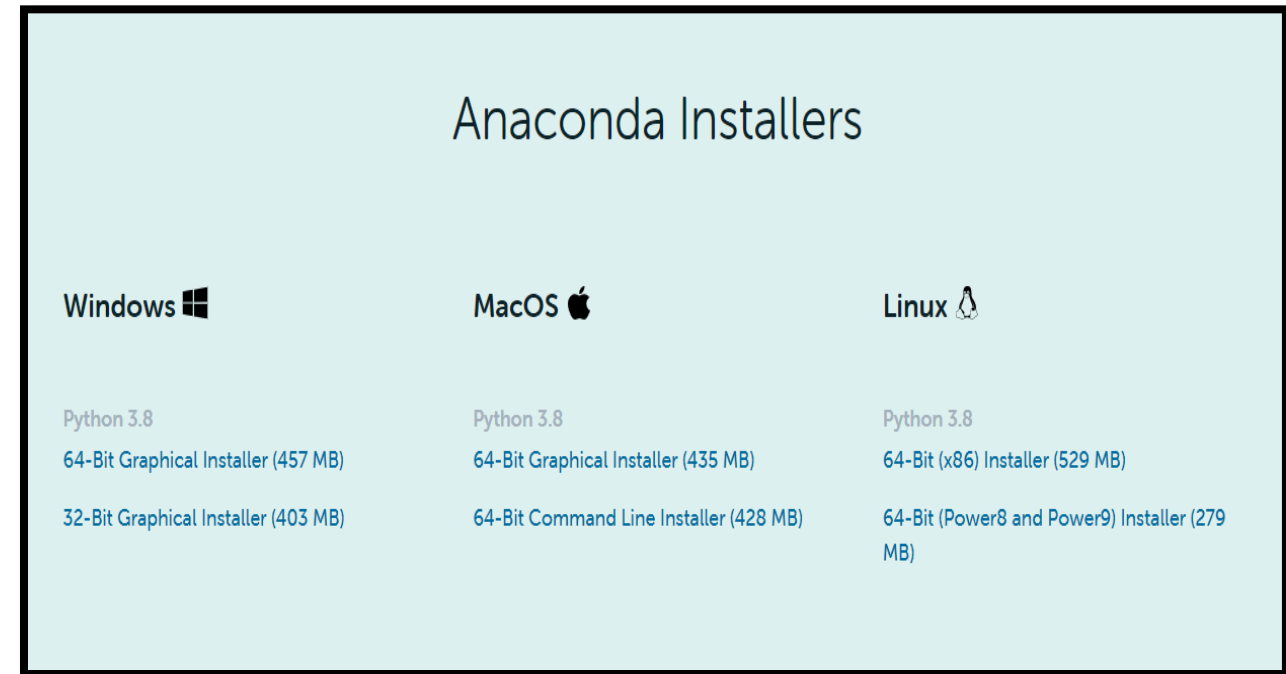 Anaconda Installers
Windows
Python 3.8
64-Bit Graphical Installer (457 MB)
32-Bit Graphical Installer (403 MB)
MacOS
Python 3.8
64-Bit Graphical Installer (435 MB)
64-Bit Command Line Installer (428 MB)
Linux
Python 3.8
64-Bit (x86) Installer (529 MB)
64-Bit (Power8 and Power9) Installer (279
MB)